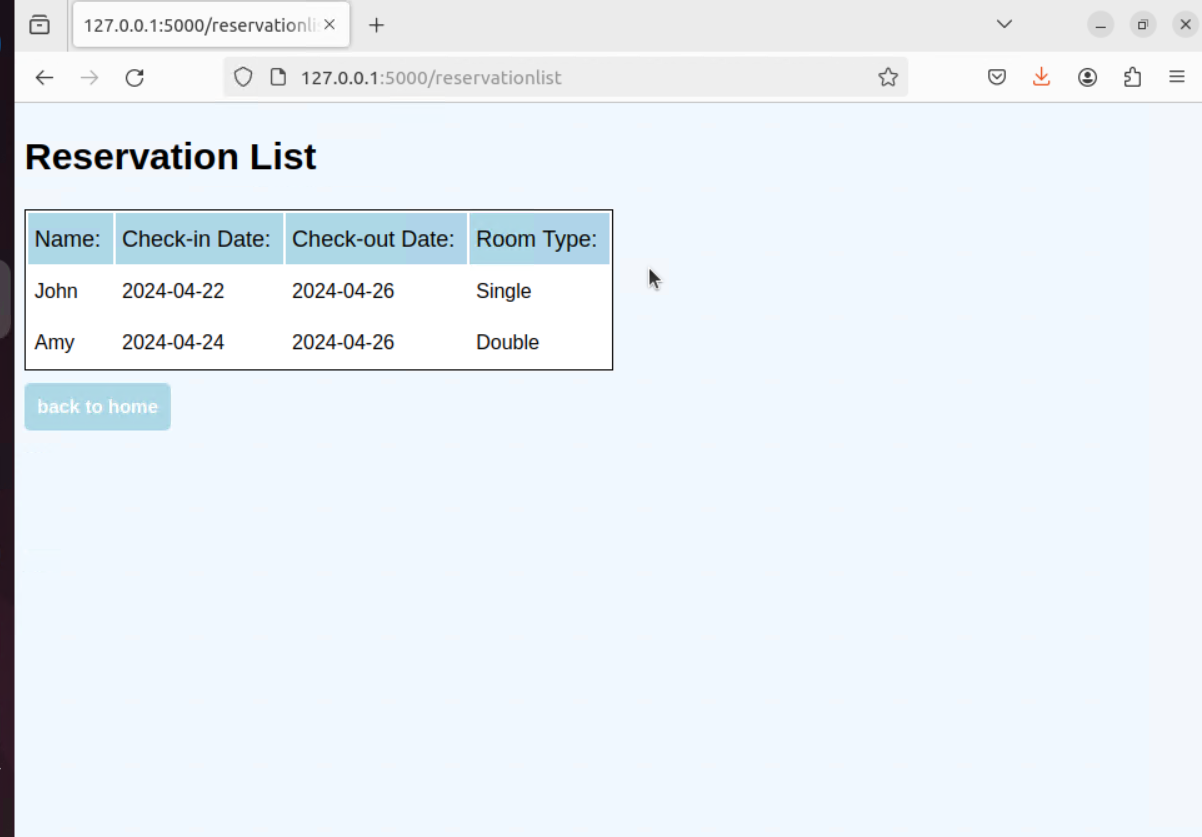 127.0.0.1:5000/reservationli
127.0.0.1:5000/reservationlist
Reservation List
Name: Check-in Date: Check-out Date: Room Type:
John 2024-04-22 2024-04-26 Single
Amy 2024-04-24 2024-04-26 Double
back to home